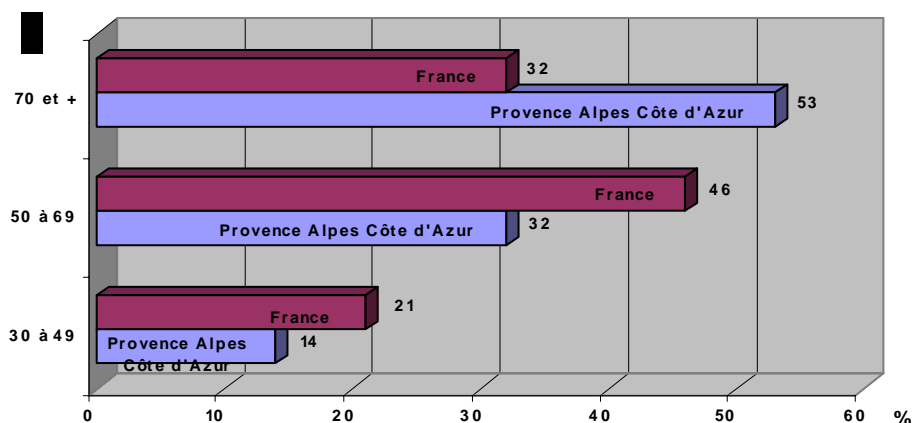 France
32
70 et +
Provence Alpes Côte d'Azur
53
France
46
50 à 69
Provence Alpes Côte d'Azur
32
France
21
30 à 49
Provence Alpes
Côte d'Azur
14
0 10 20 30 40 50 60 %